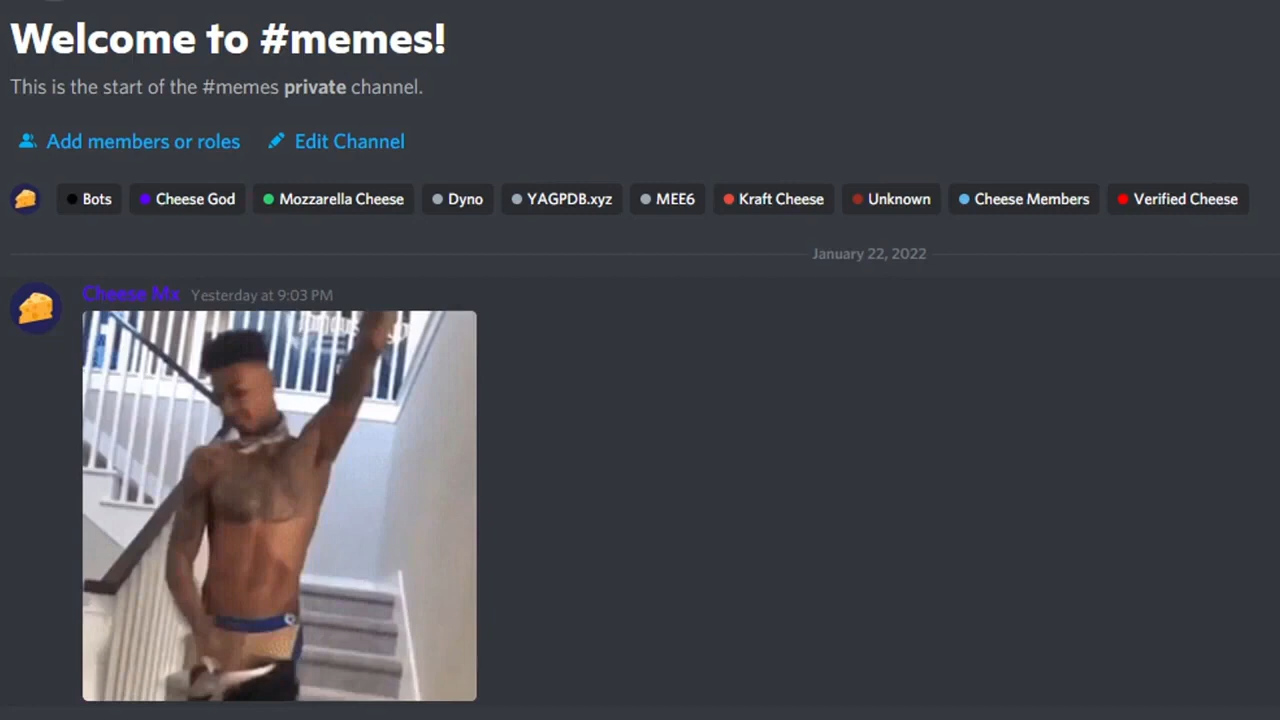 Welcome to #memes!
This is the start of the #memes private channel.
Add members or roles Edit Channel
Bots Cheese God Mozzarella Cheese Dyno YAGPDB.xyz MEE6 Kraft Cheese Unknown Cheese Members Verified Cheese
January 22, 2022
Cheese Mx Yesterday at 9:03 PM